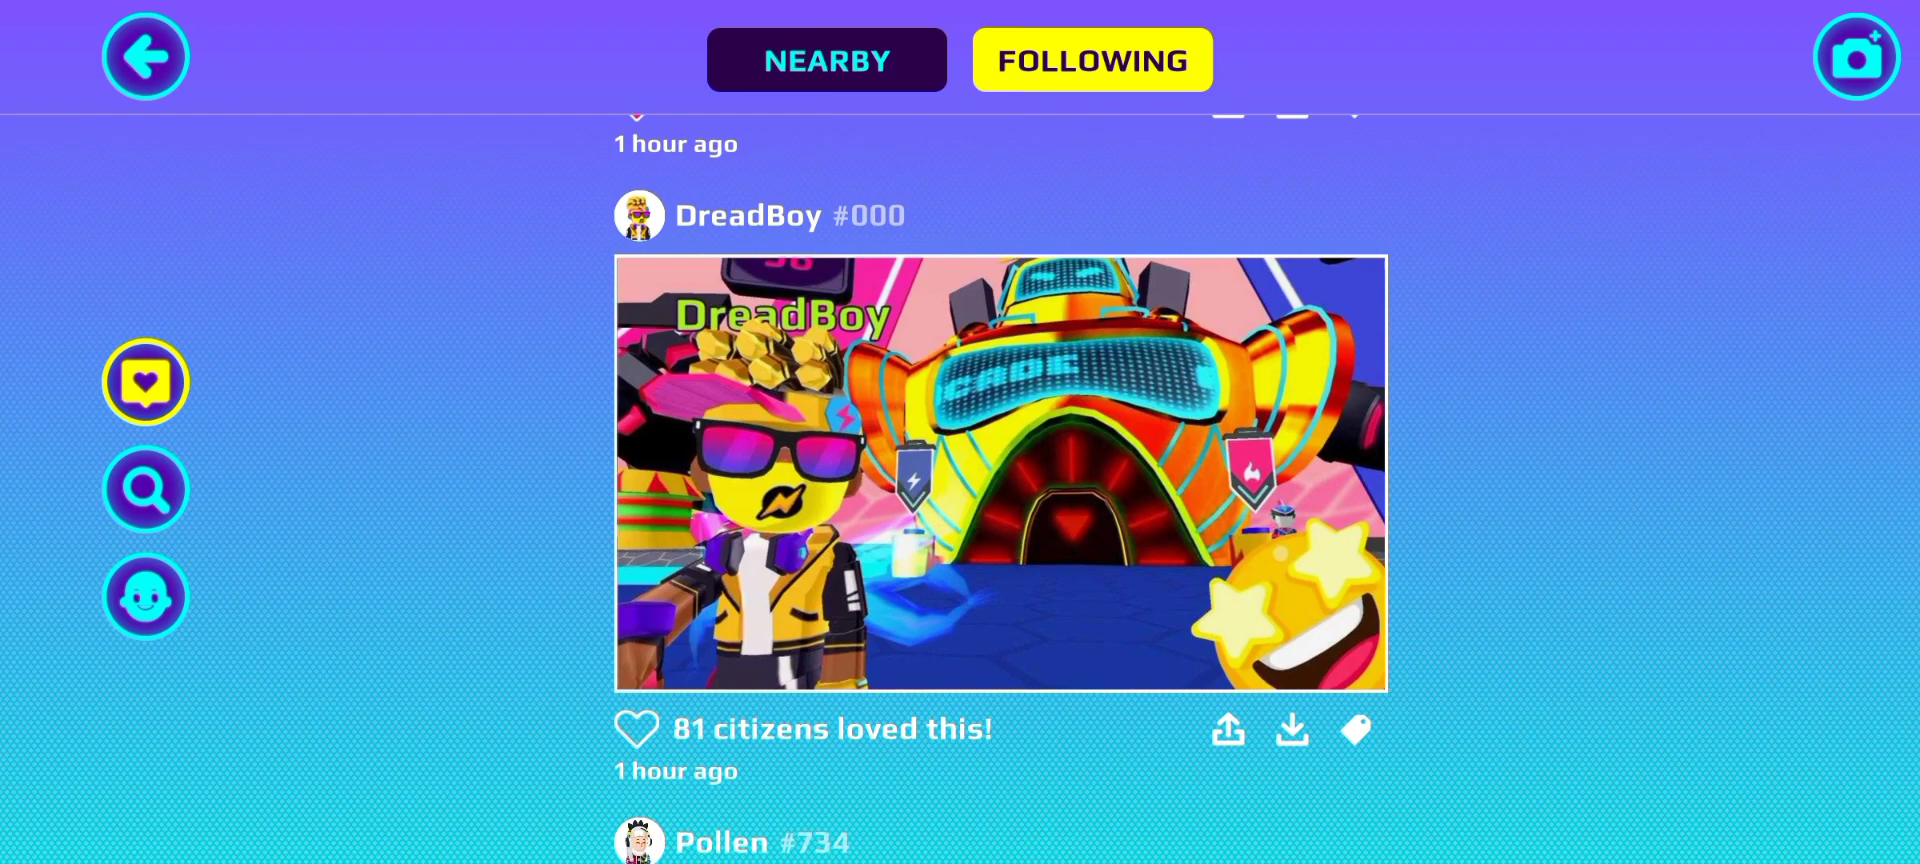 NEARBY
FOLLOWING
1 hour ago
DreadBoy #000
DreadBoy
81 citizens loved this!
1 hour ago
Pollen #734